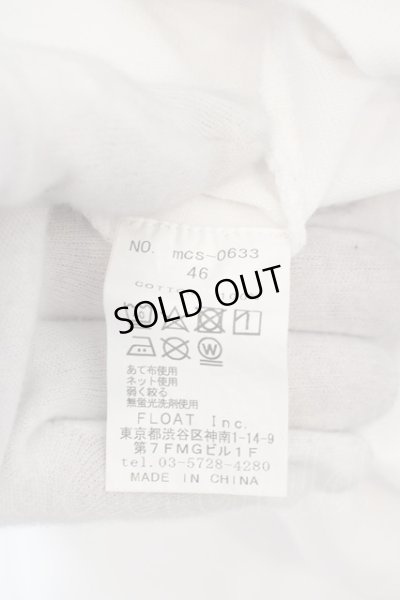 NO. mcs-0633
46
SOLD OUT
あて布使用
ネット使用
弱く絞る
無蛍光洗剤使用
FLOAT Inc.
東京都渋谷区神南1-14-9
第7FMGビル1F
tel.03-5728-4280
MADE IN CHINA